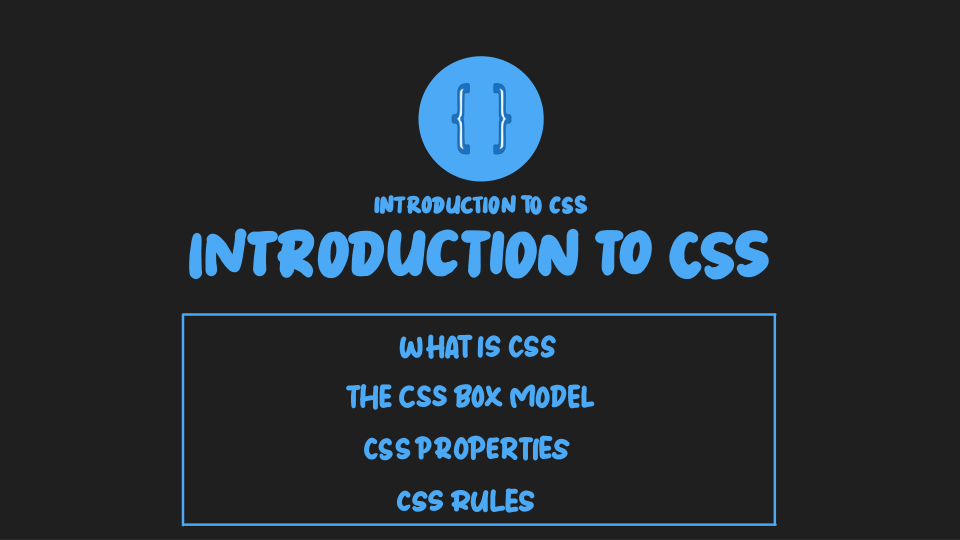 { }
INTRODUCTION TO CSS
INTRODUCTION TO CSS
WHAT IS CSS
THE CSS BOX MODEL
CSS PROPERTIES
CSS RULES